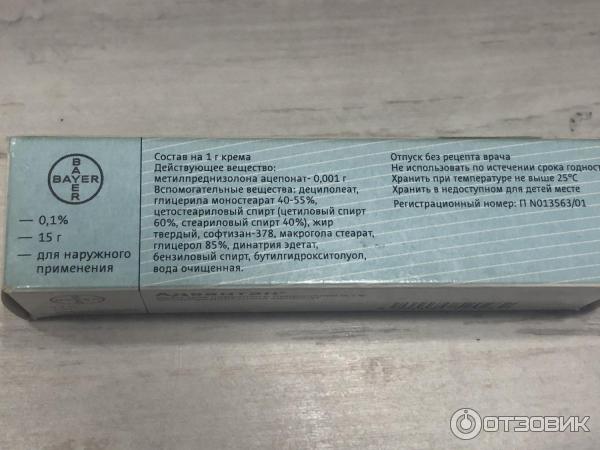 BAYER
BAYER
— 0,1%
— 15 г
— для наружного
применения
Состав на 1 г крема
Действующее вещество:
метилпреднизолона ацепонат- 0,001 г
Вспомогательные вещества: децилолеат,
глицерила моностеарат 40-55%,
цетостеариловый спирт (цетиловый спирт
60%, стеариловый спирт 40%), жир
твердый, софтизан-378, макрогола стеарат,
глицерол 85%, динатрия эдетат,
бензиловый спирт, бутилгидрокситолуол,
вода очищенная.
Отпуск без рецепта врача
Не использовать по истечении срока годност
Хранить при температуре не выше 25°С
Хранить в недоступном для детей месте
Регистрационный номер: П N013563/01
Адвантан
ОТЗОВИК